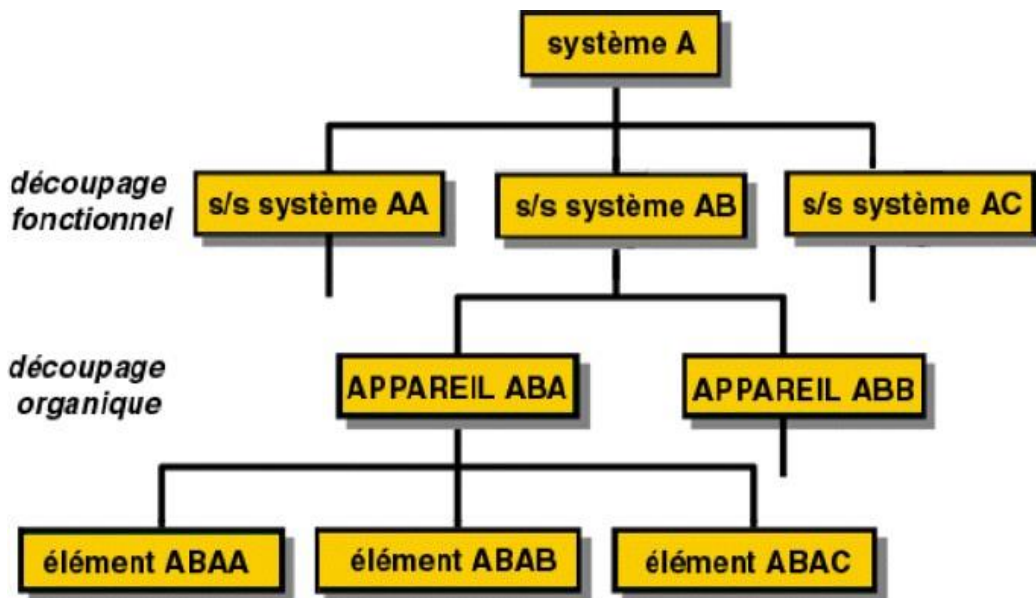 système A
découpage
fonctionnel
s/s système AA
s/s système AB
s/s système AC
découpage
organique
APPAREIL ABA
APPAREIL ABB
élément ABAA
élément ABAB
élément ABAC